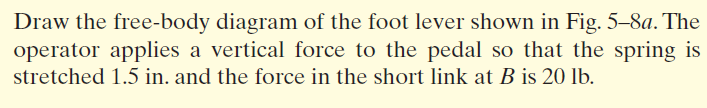 Draw the free-body diagram of the foot lever shown in Fig. 5–8a. The
operator applies a vertical force to the pedal so that the spring is
stretched 1.5 in. and the force in the short link at B is 20 lb.